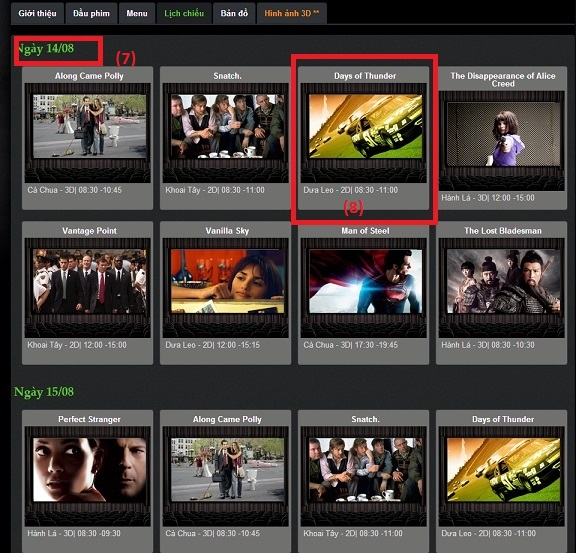 Giới thiệu Đầu phim Menu Lịch chiếu Bản đồ Hình ảnh 3D **
Ngày 14/08 (7)
Along Came Polly
Cà Chua - 3D| 08:30 -10:45
Snatch.
Khoai Tây - 2D| 08:30 -11:00
Days of Thunder
Dưa Leo - 2D| 08:30 -11:00
(8)
The Disappearance of Alice
Creed
Hành Lá - 3D| 12:00 -15:00
Vantage Point
Khoai Tây - 2D| 12:00 -15:00
Vanilla Sky
Dưa Leo - 2D| 12:00 -15:15
Man of Steel
Cà Chua - 3D| 17:30 -19:45
The Lost Bladesman
Hành Lá - 3D| 08:30 -10:30
Ngày 15/08
Perfect Stranger
Hành Lá - 3D| 08:30 -09:30
Along Came Polly
Cà Chua - 3D| 08:30 -10:45
Snatch.
Khoai Tây - 2D| 08:30 -11:00
Days of Thunder
Dưa Leo - 2D| 08:30 -11:00